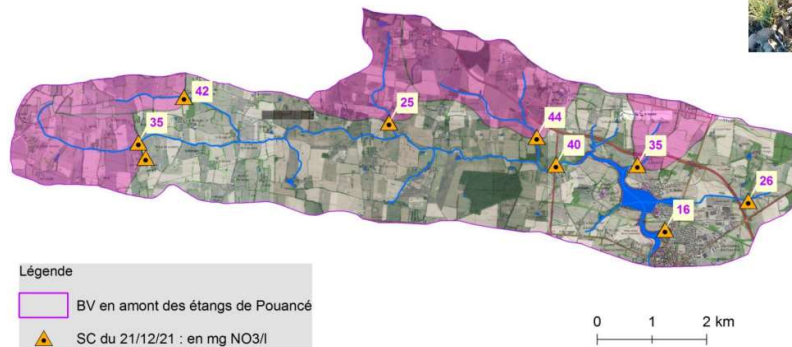 42
25
35
44
40
35
26
16
Légende
BV en amont des étangs de Pouancé
SC du 21/12/21 : en mg NO3/l
0 1 2 km